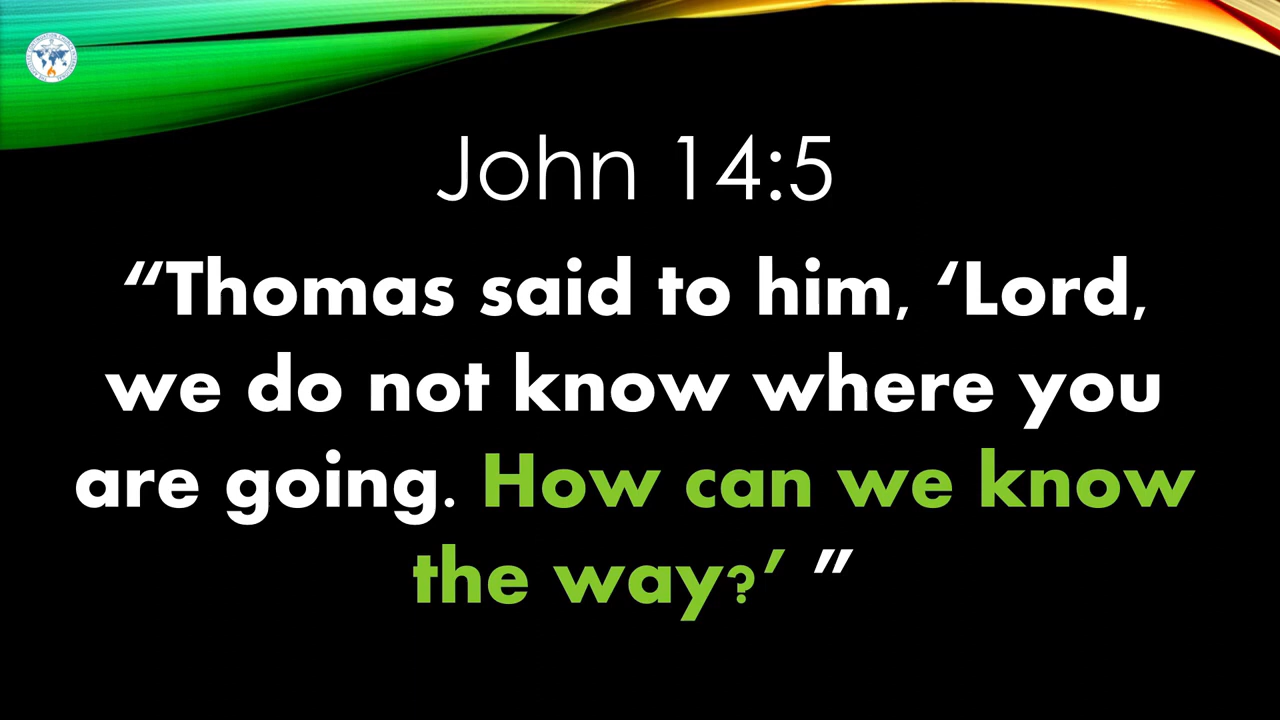 John 14:5
“Thomas said to him, ‘Lord,
we do not know where you
are going. How can we know
the way?’ ”